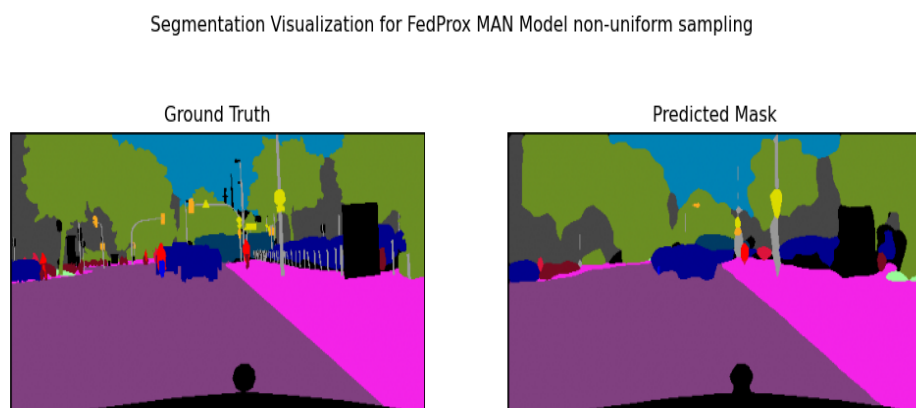 Segmentation Visualization for FedProx MAN Model non-uniform sampling
Ground Truth
Predicted Mask